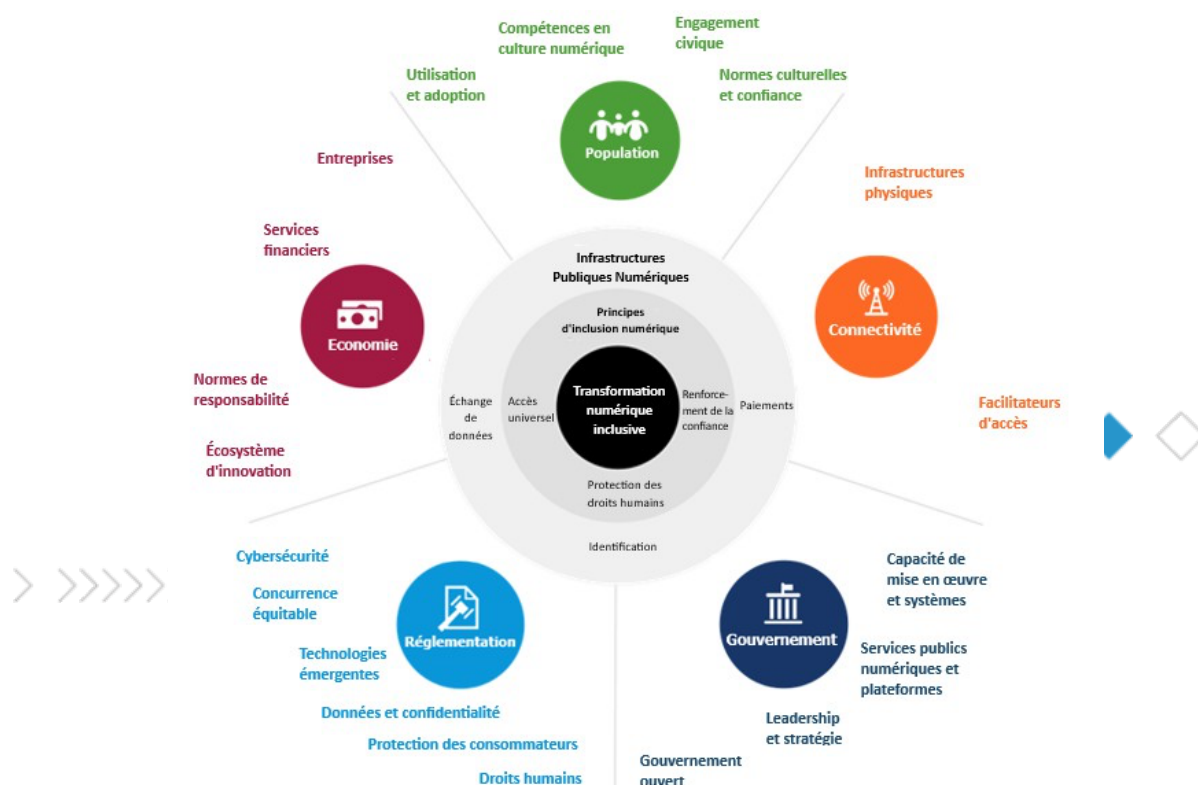 Compétences en
culture numérique
Engagement
civique
Utilisation
et adoption
Normes culturelles
et confiance
Population
Entreprises
Services
financiers
Economie
Normes de
responsabilité
Écosystème
d'innovation
Infrastructures
physiques
Connectivité
Facilitateurs
d'accès
Infrastructures
Publiques Numériques
Principes
d'inclusion numérique
Transformation
numérique
inclusive
Échange
de
données
Accès
universel
Renforce-
ment de la
confiance
Paiements
Protection des
droits humains
Identification
Cybersécurité
Concurrence
équitable
Réglementation
Technologies
émergentes
Données et confidentialité
Protection des consommateurs
Droits humains
Gouvernement
Capacité de
mise en œuvre
et systèmes
Services publics
numériques et
plateformes
Leadership
et stratégie
Gouvernement
ouvert